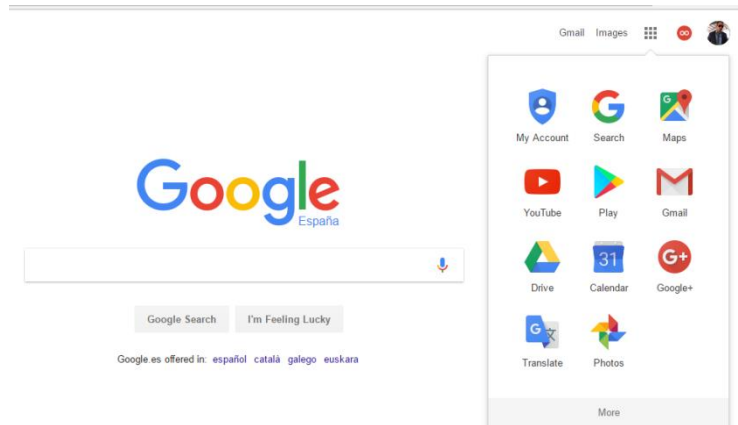 Gmail Images
My Account Search Maps
G
YouTube Play Gmail
31 G+
Drive Calendar Google+
G 文
Translate Photos
More
Google
España
Google Search I'm Feeling Lucky
Google.es offered in: español català galego euskara